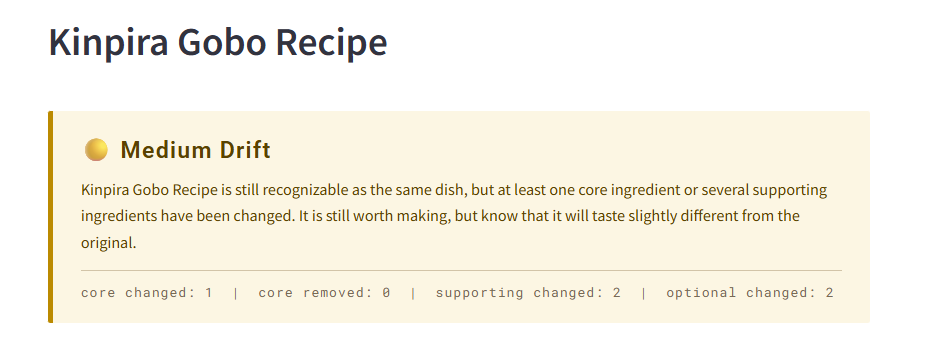 Kinpira Gobo Recipe
Medium Drift
Kinpira Gobo Recipe is still recognizable as the same dish, but at least one core ingredient or several supporting
ingredients have been changed. It is still worth making, but know that it will taste slightly different from the
original.
core changed: 1 | core removed: 0 | supporting changed: 2 | optional changed: 2